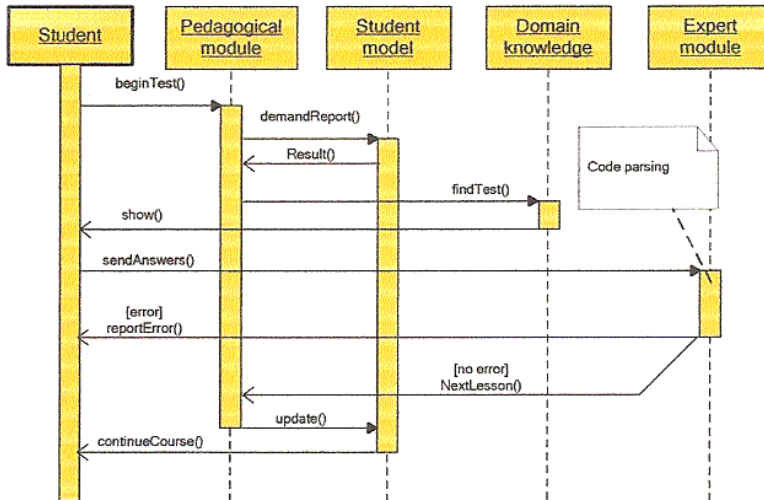 Student
Pedagogical
module
Student
model
Domain
knowledge
Expert
module
beginTest()
demandReport()
Result()
Code parsing
findTest()
show()
sendAnswers()
[error]
reportError()
[no error]
NextLesson()
update()
continueCourse()